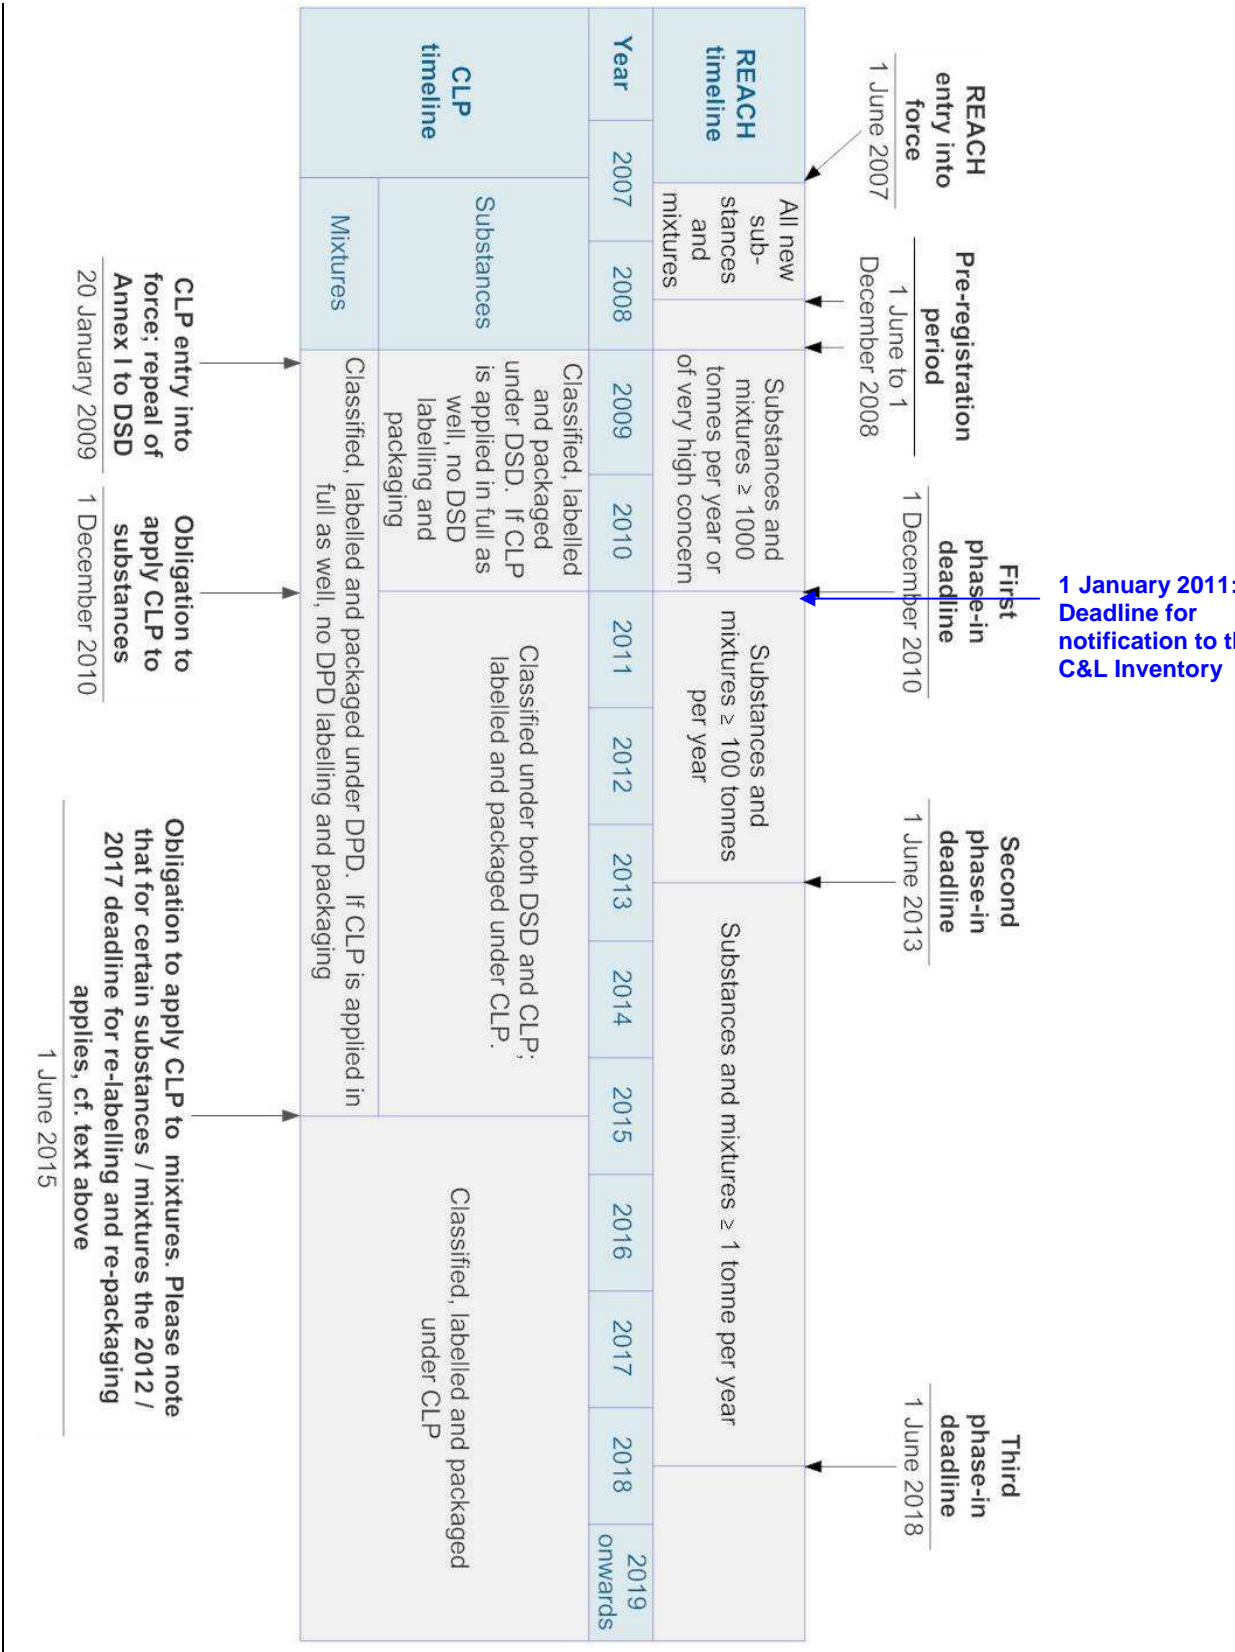 REACH
entry into
force
1 June 2007
Pre-registration
period
1 June to 1
December 2008
First
phase-in
deadline
1 December 2010
1 January 2011:
Deadline for
notification to
C&L Inventory
Second
phase-in
deadline
1 June 2013
Third
phase-in
deadline
1 June 2018
REACH
timeline
All new
sub-
stances
and
mixtures
Substances and
mixtures ≥ 1000
tonnes per year or
of very high concern
Substances and
mixtures ≥ 100 tonnes
per year
Substances and mixtures ≥ 1 tonne per year
Year
2007
2008
2009
2010
2011
2012
2013
2014
2015
2016
2017
2018
2019
onwards
CLP
timeline
Substances
Classified, labelled
and packaged
under DSD. If CLP
is applied in full as
well, no DSD
labelling and
packaging
Classified under both DSD and CLP;
labelled and packaged under CLP.
Classified, labelled and packaged
under CLP
Mixtures
Classified, labelled and packaged under DPD. If CLP is applied in
full as well, no DPD labelling and packaging
CLP entry into
force; repeal of
Annex I to DSD
20 January 2009
Obligation to
apply CLP to
substances
1 December 2010
Obligation to apply CLP to mixtures. Please note
that for certain substances / mixtures the 2012 /
2017 deadline for re-labelling and re-packaging
applies, cf. text above
1 June 2015